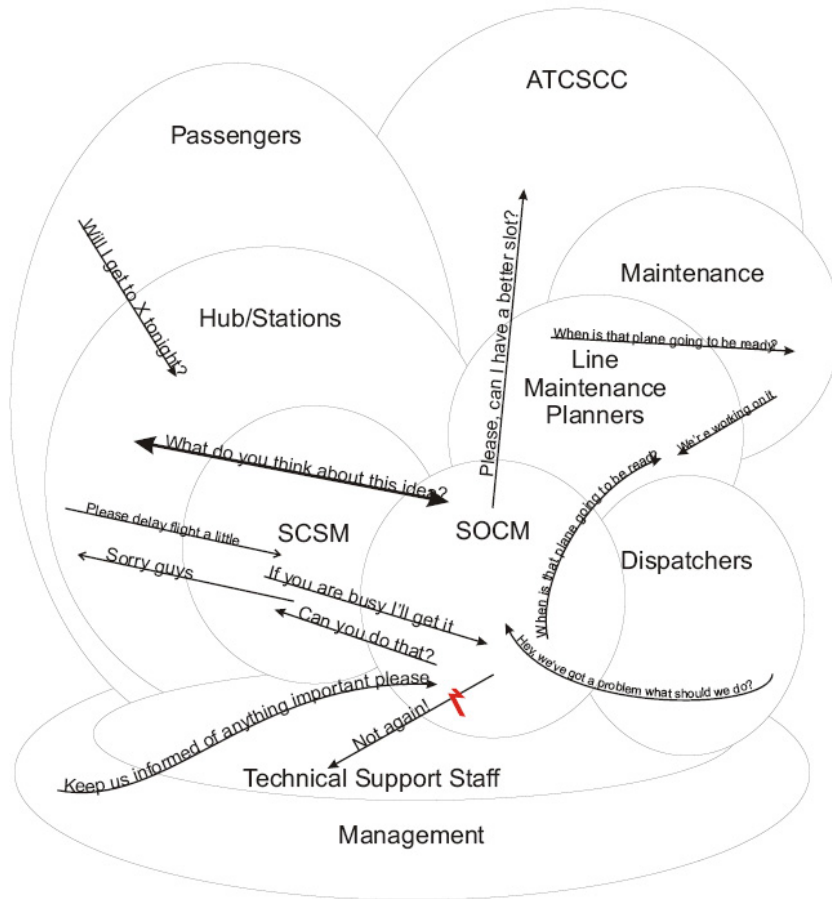 ATCSCC
Passengers
Will I get to X tonight?
Please, can I have a better slot?
Maintenance
Hub/Stations
When is that plane going to be ready?
Line
Maintenance
Planners
We'r e working on it
What do you think about this idea?
When is that plane going to be ready?
Please delay flight a little
SCSM
SOCM
Dispatchers
Sorry guys
If you are busy I'll get it
Can you do that?
Hey, we've got a problem what should we do?
Keep us informed of anything important please
Not again!
Technical Support Staff
Management